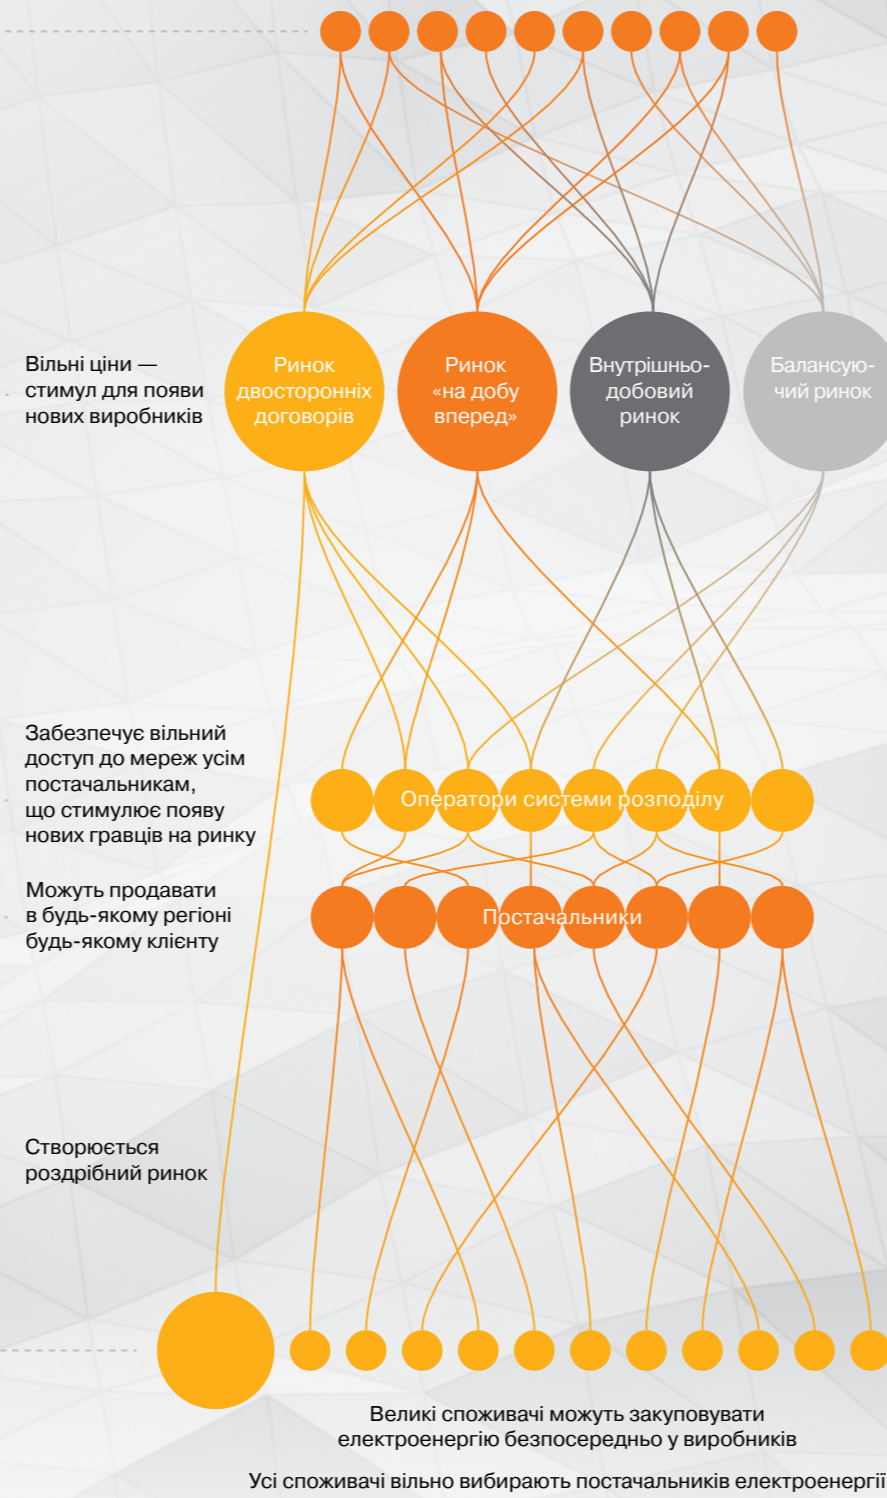 Вільні ціни —
стимул для появи
нових виробників
Ринок
двосторонніх
договорів
Ринок
«на добу
вперед»
Внутрішньо-
добовий
ринок
Балансую-
чий ринок
Забезпечує вільний
доступ до мереж усім
постачальникам,
що стимулює появу
нових гравців на ринку
Оператори системи розподілу
Можуть продавати
в будь-якому регіоні
будь-якому клієнту
Постачальники
Створюється
роздрібний ринок
Великі споживачі можуть закуповувати
електроенергію безпосередньо у виробників
Усі споживачі вільно вибирають постачальників електроенергії